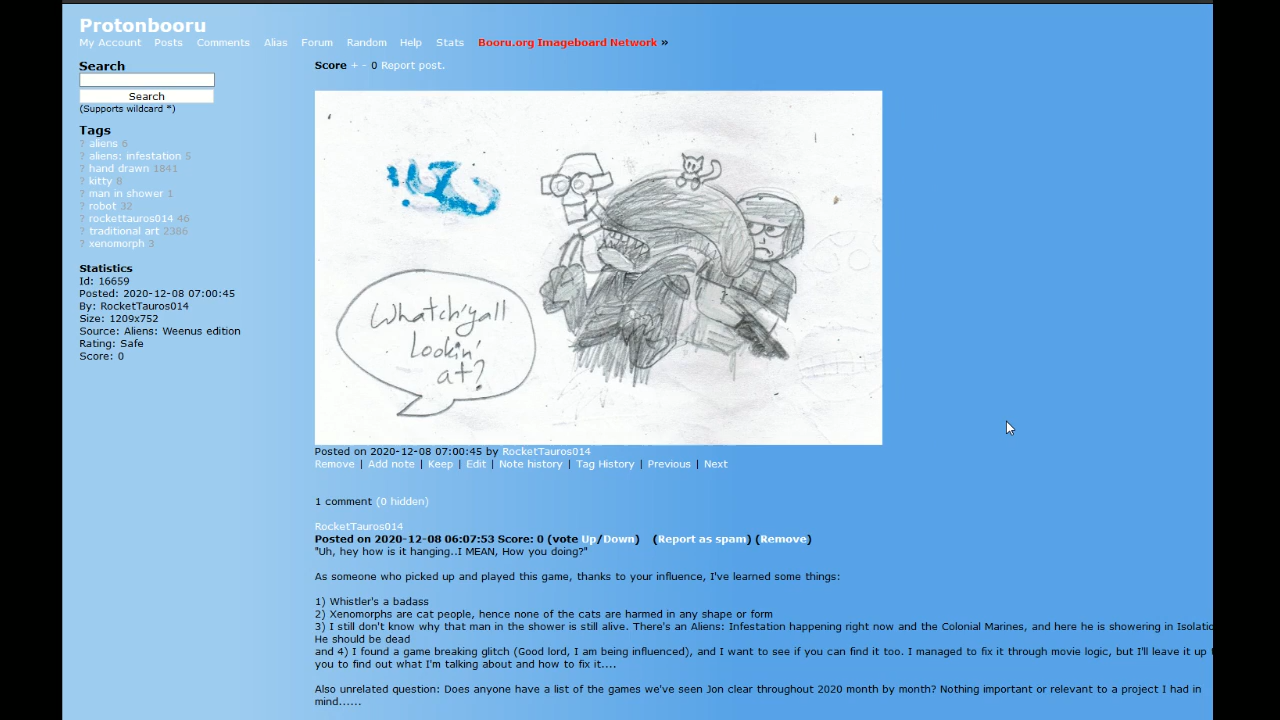 Protonbooru
My Account Posts Comments Alias Forum Random Help Stats Booru.org Imageboard Network »
Search
Search
(Supports wildcard *)
Tags
? aliens 6
? aliens: infestation 5
? hand drawn 1841
? kitty 8
? man in shower 1
? robot 32
? rockettauros014 46
? traditional art 2386
? xenomorph 3
Statistics
Id: 16659
Posted: 2020-12-08 07:00:45
By: RocketTauros014
Size: 1209x752
Source: Aliens: Weenus edition
Rating: Safe
Score: 0
Score + - 0 Report post.
Whatch'yall
Lookin'
at?
Posted on 2020-12-08 07:00:45 by RocketTauros014
Remove | Add note | Keep | Edit | Note history | Tag History | Previous | Next
1 comment (0 hidden)
RocketTauros014
Posted on 2020-12-08 06:07:53 Score: 0 (vote Up/Down) (Report as spam) (Remove)
"Uh, hey how is it hanging..I MEAN, How you doing?"
As someone who picked up and played this game, thanks to your influence, I've learned some things:
1) Whistler's a badass
2) Xenomorphs are cat people, hence none of the cats are harmed in any shape or form
3) I still don't know why that man in the shower is still alive. There's an Aliens: Infestation happening right now and the Colonial Marines, and here he is showering in Isolatio
He should be dead
and 4) I found a game breaking glitch (Good lord, I am being influenced), and I want to see if you can find it too. I managed to fix it through movie logic, but I'll leave it up
you to find out what I'm talking about and how to fix it....
Also unrelated question: Does anyone have a list of the games we've seen Jon clear throughout 2020 month by month? Nothing important or relevant to a project I had in
mind......